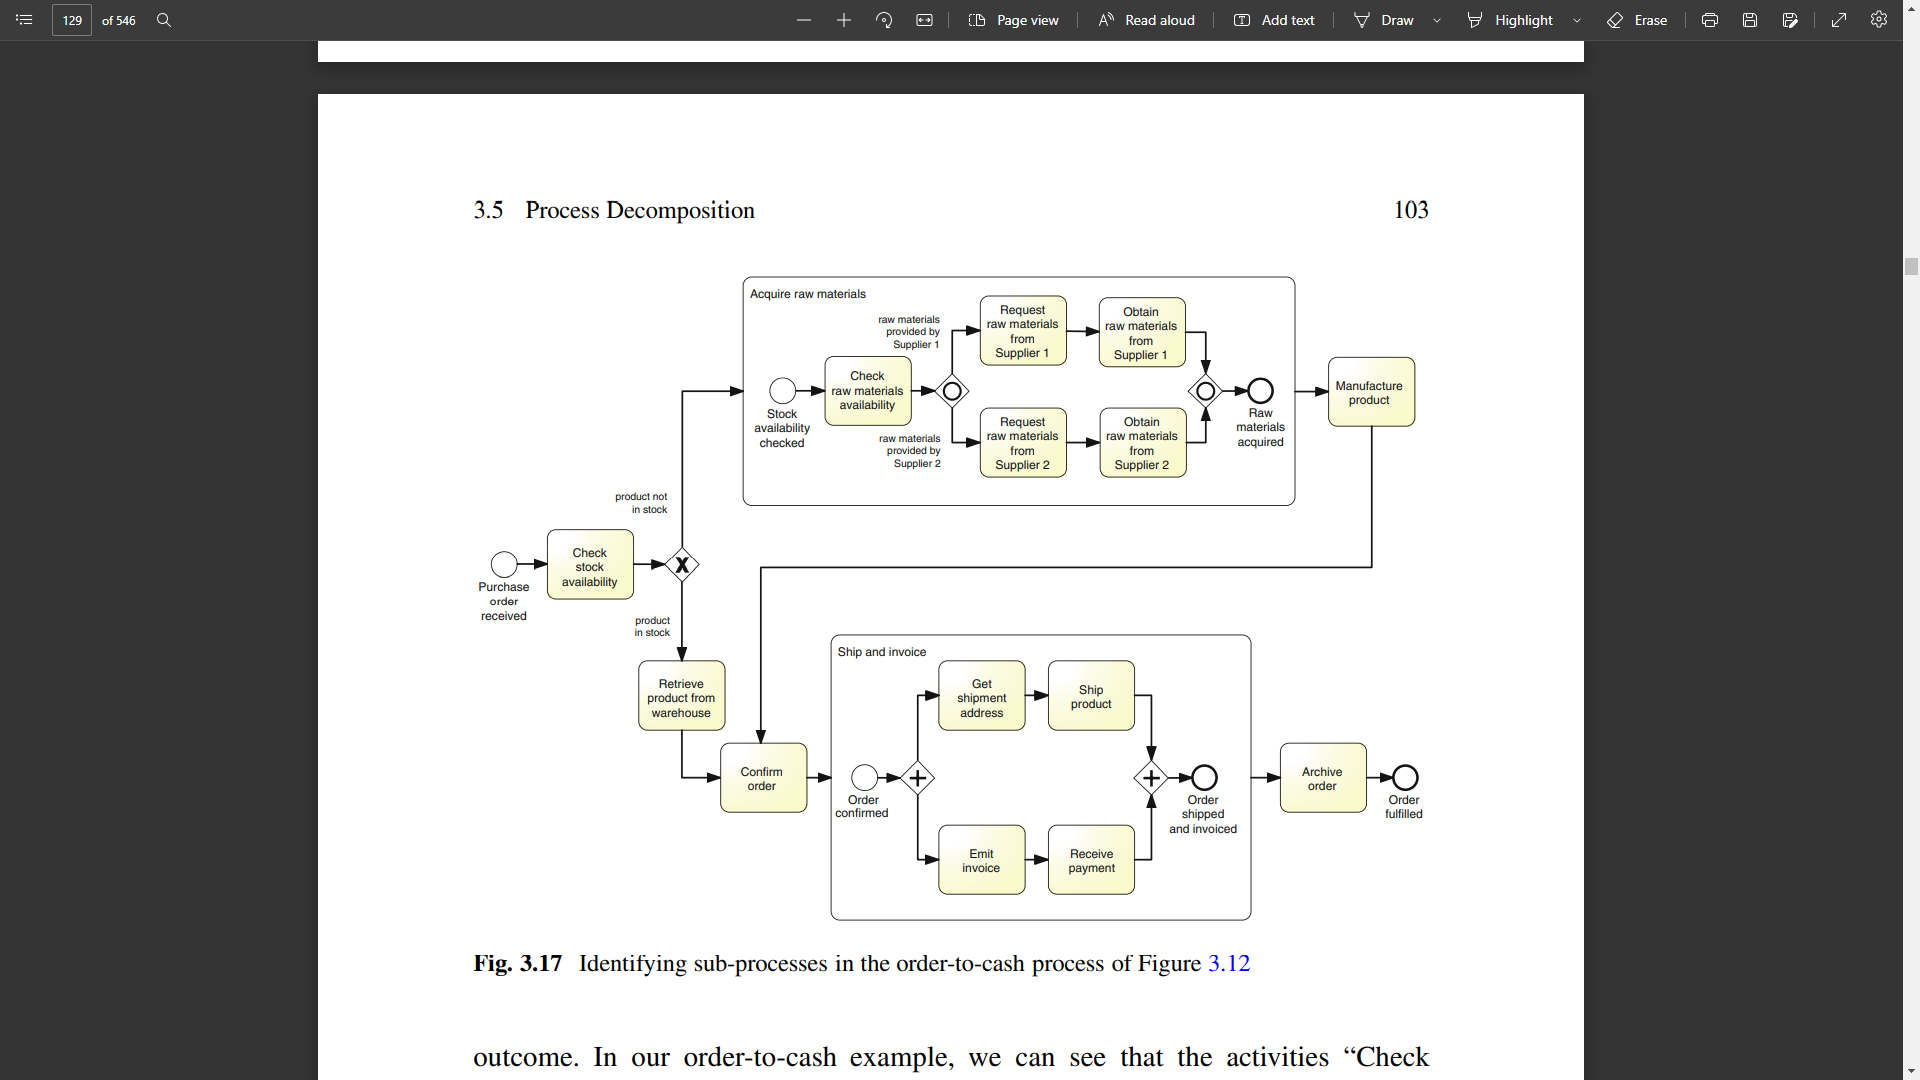 129 of 546
Page view
Read aloud
Add text
Draw
Highlight
Erase
3.5 Process Decomposition
103
Acquire raw materials
raw materials
provided by
Supplier 1
Request
raw materials
from
Supplier 1
Obtain
raw materials
from
Supplier 1
Stock
availability
checked
Check
raw materials
availability
Raw
materials
acquired
Manufacture
product
raw materials
provided by
Supplier 2
Request
raw materials
from
Supplier 2
Obtain
raw materials
from
Supplier 2
product not
in stock
Purchase
order
received
Check
stock
availability
X
product
in stock
Retrieve
product from
warehouse
Confirm
order
Ship and invoice
Get
shipment
address
Ship
product
Order
confirmed
Order
shipped
and invoiced
Emit
invoice
Receive
payment
Archive
order
Order
fulfilled
Fig. 3.17 Identifying sub-processes in the order-to-cash process of Figure 3.12
outcome. In our order-to-cash example, we can see that the activities “Check